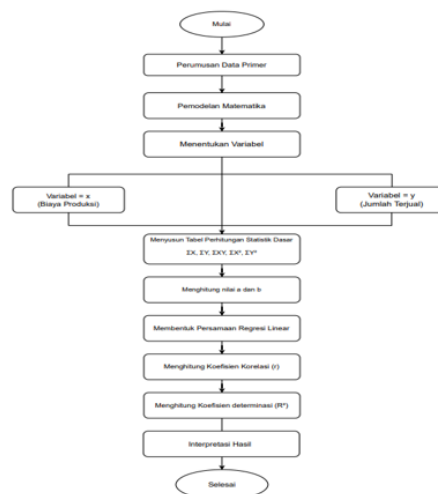 Mulai
Perumusan Data Primer
Pemodelan Matematika
Menentukan Variabel
Variabel = x
(Biaya Produksi)
Variabel = y
(Jumlah Terjual)
Menyusun Tabel Perhitungan Statistik Dasar
ΣX, ΣY, ΣXY, ΣX², ΣY²
Menghitung nilai a dan b
Membentuk Persamaan Regresi Linear
Menghitung Koefisien Korelasi (r)
Menghitung Koefisien determinasi (R²)
Interpretasi Hasil
Selesai